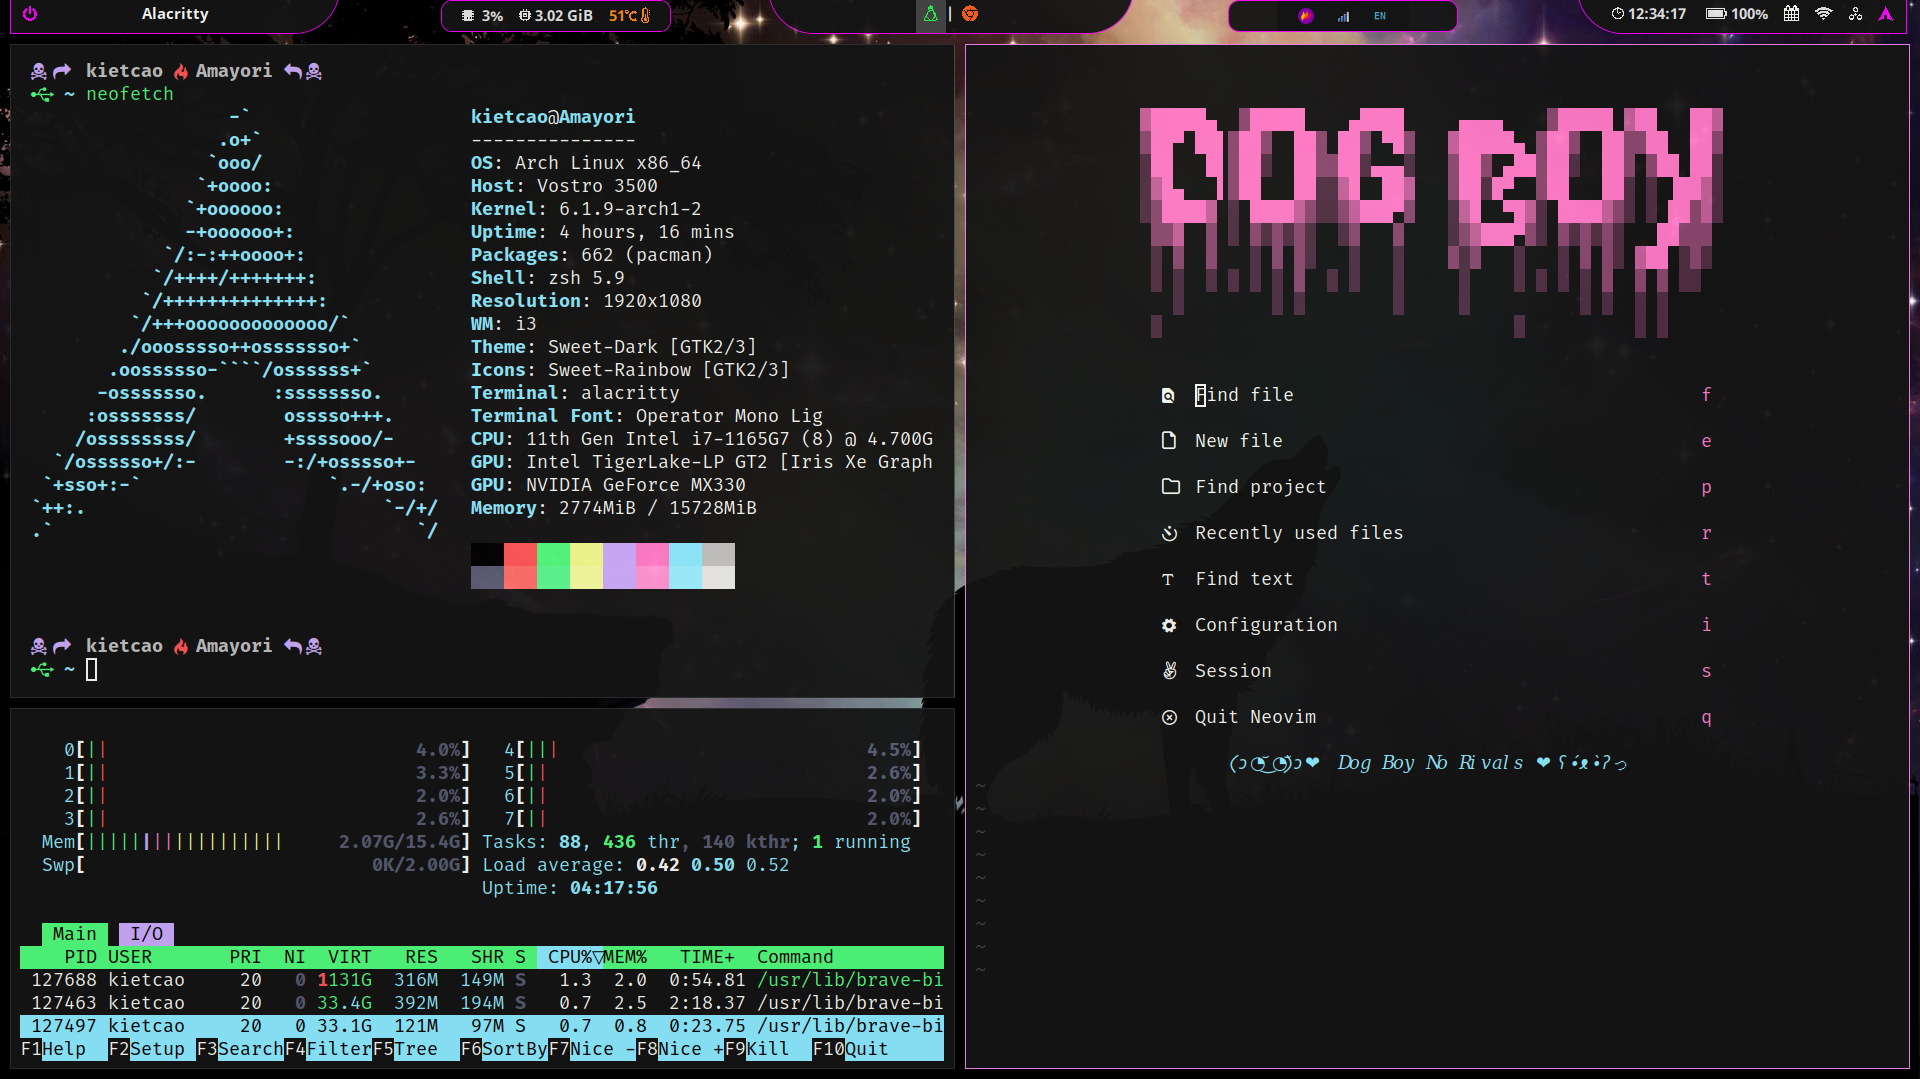 Alacritty
3% 3.02 GiB 51°C
EN
12:34:17 100%
kietcao Amayori
~ neofetch
kietcao@Amayori
---------------
OS: Arch Linux x86_64
Host: Vostro 3500
Kernel: 6.1.9-arch1-2
Uptime: 4 hours, 16 mins
Packages: 662 (pacman)
Shell: zsh 5.9
Resolution: 1920x1080
WM: i3
Theme: Sweet-Dark [GTK2/3]
Icons: Sweet-Rainbow [GTK2/3]
Terminal: alacritty
Terminal Font: Operator Mono Lig
CPU: 11th Gen Intel i7-1165G7 (8) @ 4.700G
GPU: Intel TigerLake-LP GT2 [Iris Xe Graph
GPU: NVIDIA GeForce MX330
Memory: 2774MiB / 15728MiB
kietcao Amayori
~
0[|| 4.0%] 4[||| 4.5%]
1[|| 3.3%] 5[|| 2.6%]
2[|| 2.0%] 6[|| 2.0%]
3[|| 2.6%] 7[|| 2.0%]
Mem[|||||||||||||||||| 2.07G/15.4G] Tasks: 88, 436 thr, 140 kthr; 1 running
Swp[ 0K/2.00G] Load average: 0.42 0.50 0.52
Uptime: 04:17:56
Main I/O
PID USER PRI NI VIRT RES SHR S CPU%▽MEM% TIME+ Command
127688 kietcao 20 0 1131G 316M 149M S 1.3 2.0 0:54.81 /usr/lib/brave-bi
127463 kietcao 20 0 33.4G 392M 194M S 0.7 2.5 2:18.37 /usr/lib/brave-bi
127497 kietcao 20 0 33.1G 121M 97M S 0.7 0.8 0:23.75 /usr/lib/brave-bi
F1Help F2Setup F3SearchF4FilterF5Tree F6SortByF7Nice -F8Nice +F9Kill F10Quit
DOG BOY
Find file f
New file e
Find project p
Recently used files r
Find text t
Configuration i
Session s
Quit Neovim q
Dog Boy No Rivals
~
~
~
~
~
~
~
~
~